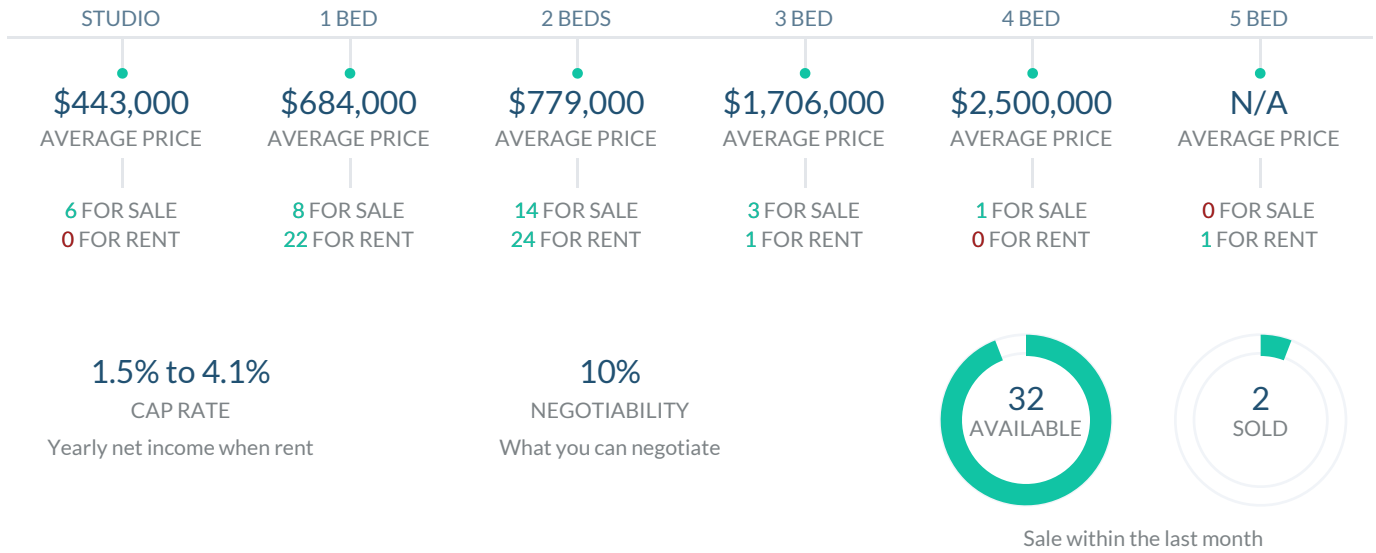 STUDIO 1 BED 2 BEDS 3 BED 4 BED 5 BED
$443,000 $684,000 $779,000 $1,706,000 $2,500,000 N/A
AVERAGE PRICE AVERAGE PRICE AVERAGE PRICE AVERAGE PRICE AVERAGE PRICE AVERAGE PRICE
6 FOR SALE 8 FOR SALE 14 FOR SALE 3 FOR SALE 1 FOR SALE 0 FOR SALE
0 FOR RENT 22 FOR RENT 24 FOR RENT 1 FOR RENT 0 FOR RENT 1 FOR RENT
1.5% to 4.1%
CAP RATE
Yearly net income when rent
10%
NEGOTIABILITY
What you can negotiate
32
AVAILABLE
2
SOLD
Sale within the last month